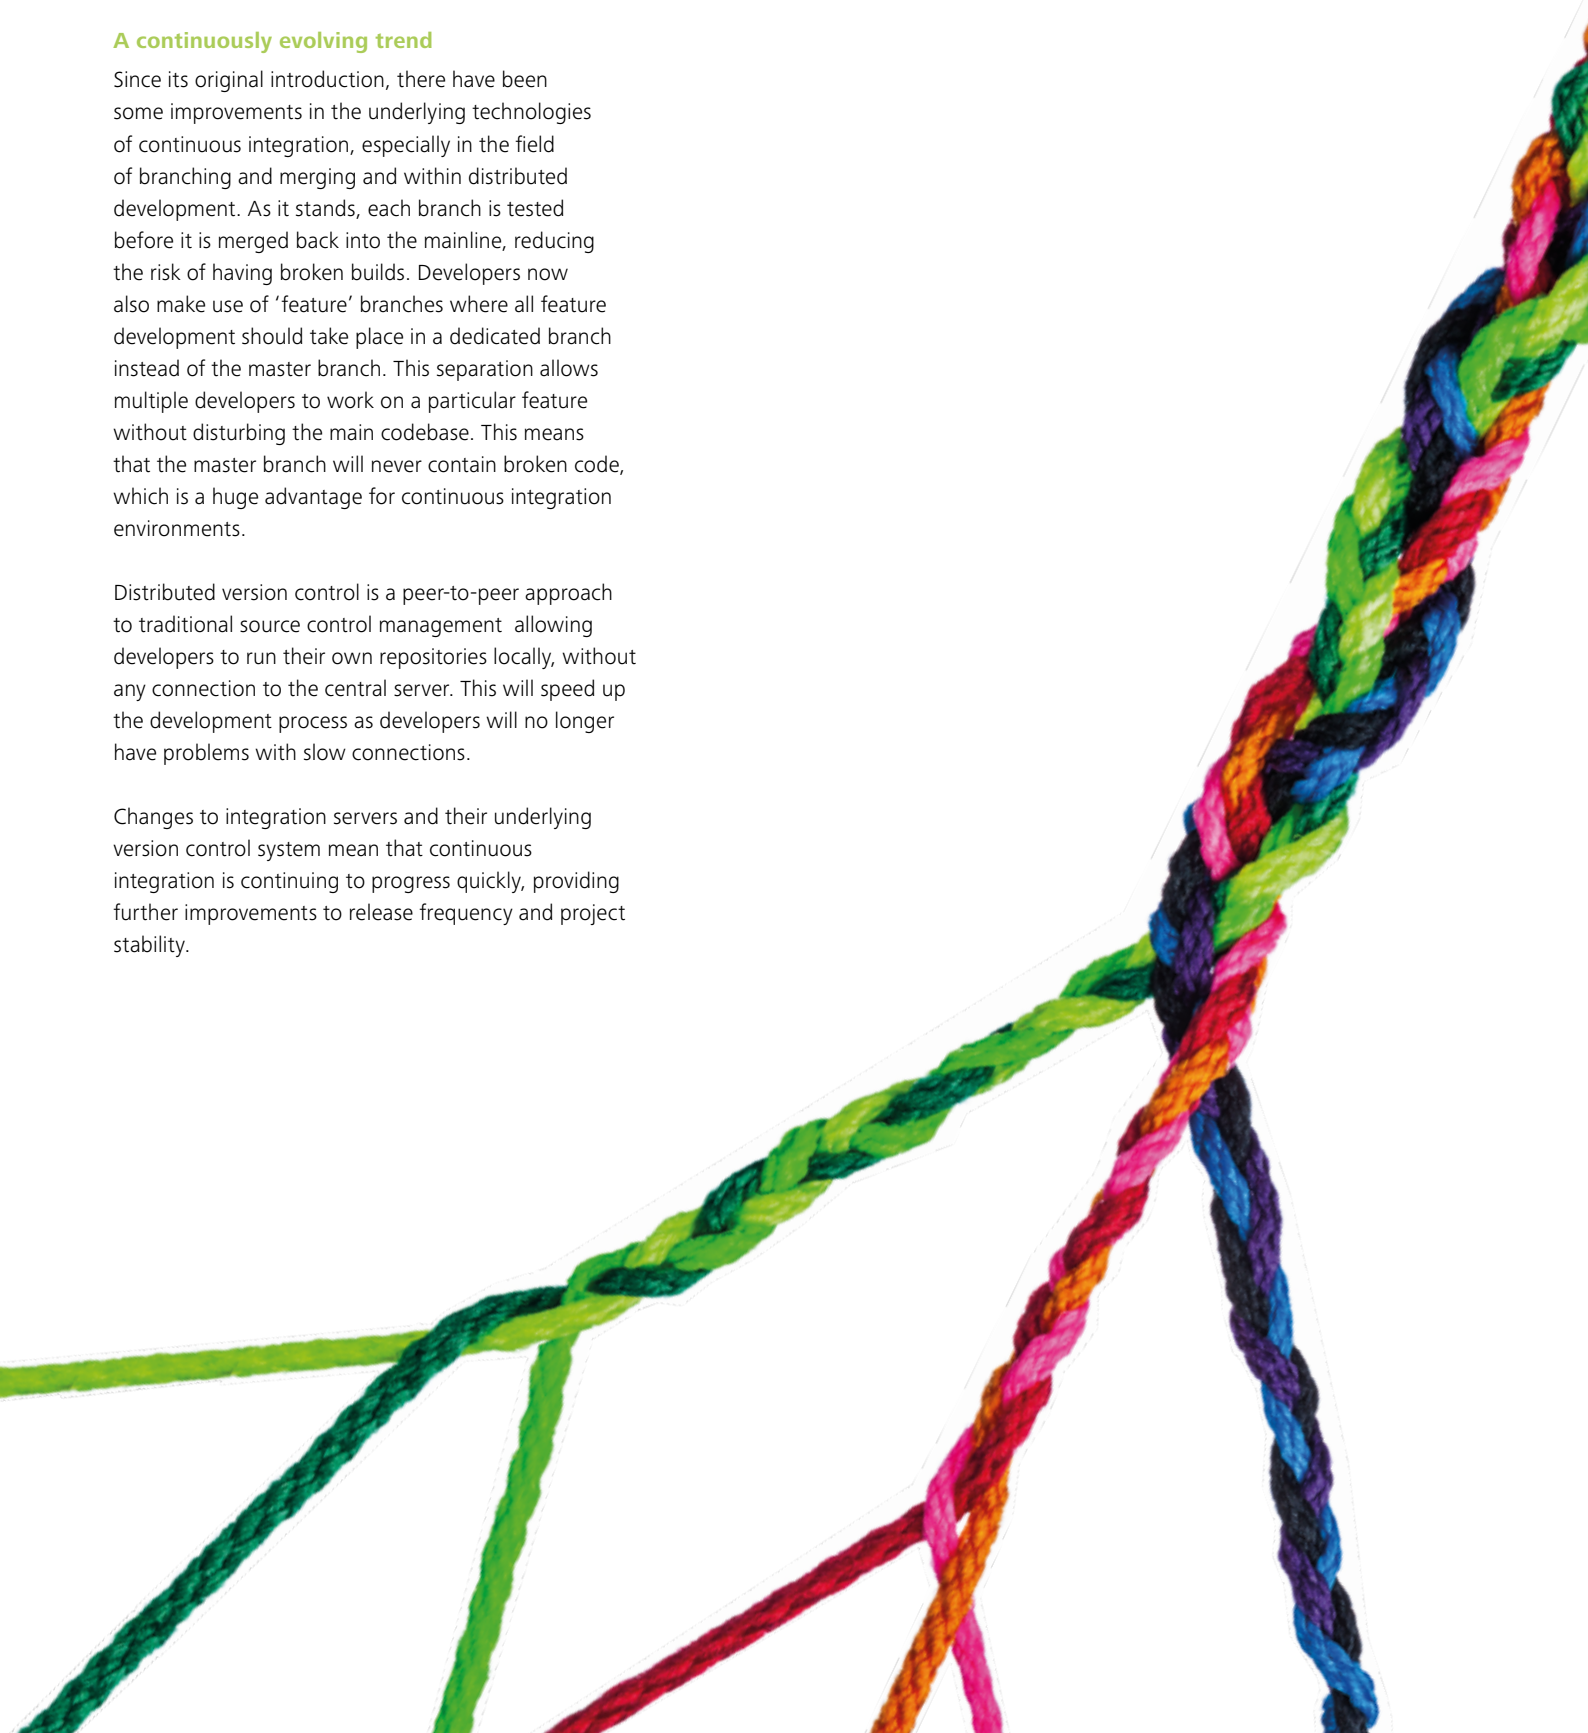 A continuously evolving trend
Since its original introduction, there have been
some improvements in the underlying technologies
of continuous integration, especially in the field
of branching and merging and within distributed
development. As it stands, each branch is tested
before it is merged back into the mainline, reducing
the risk of having broken builds. Developers now
also make use of ‘feature’ branches where all feature
development should take place in a dedicated branch
instead of the master branch. This separation allows
multiple developers to work on a particular feature
without disturbing the main codebase. This means
that the master branch will never contain broken code,
which is a huge advantage for continuous integration
environments.
Distributed version control is a peer-to-peer approach
to traditional source control management  allowing
developers to run their own repositories locally, without
any connection to the central server. This will speed up
the development process as developers will no longer
have problems with slow connections.
Changes to integration servers and their underlying
version control system mean that continuous
integration is continuing to progress quickly, providing
further improvements to release frequency and project
stability.